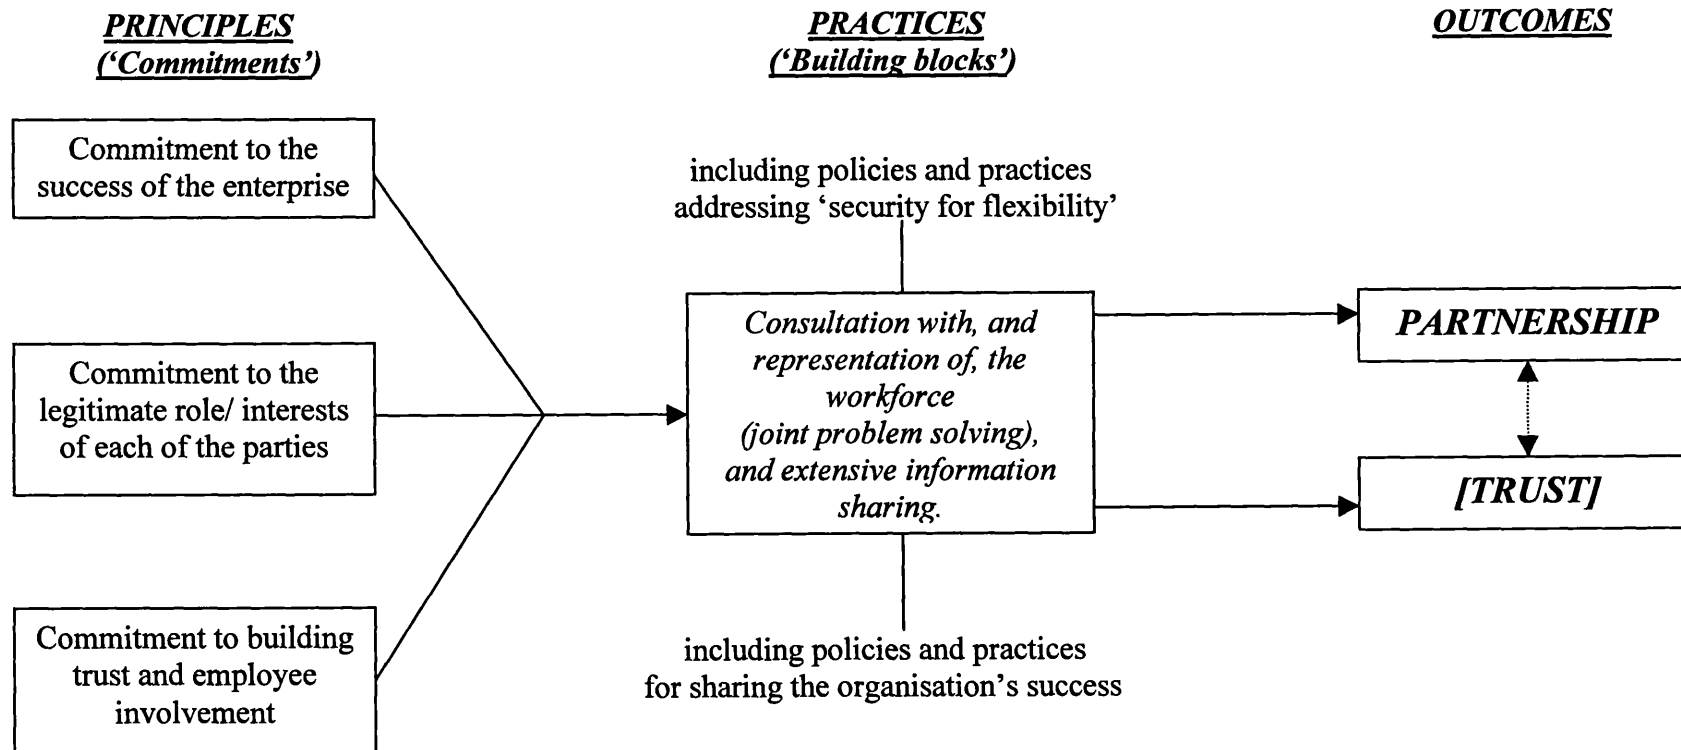 PRINCIPLES
(‘Commitments’)
PRACTICES
(‘Building blocks’)
OUTCOMES
Commitment to the
success of the enterprise
Commitment to the
legitimate role/ interests
of each of the parties
Commitment to building
trust and employee
involvement
including policies and practices
addressing ‘security for flexibility’
Consultation with, and
representation of, the
workforce
(joint problem solving),
and extensive information
sharing.
including policies and practices
for sharing the organisation’s success
PARTNERSHIP
[TRUST]